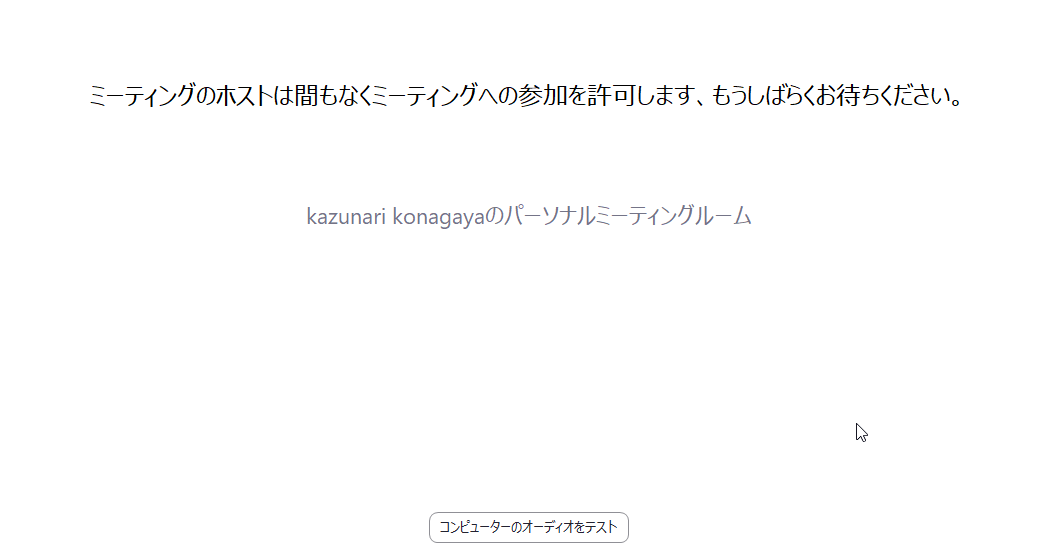 ミーティングのホストは間もなくミーティングへの参加を許可します、もうしばらくお待ちください。
kazunari konagayaのパーソナルミーティングルーム
コンピューターのオーディオをテスト